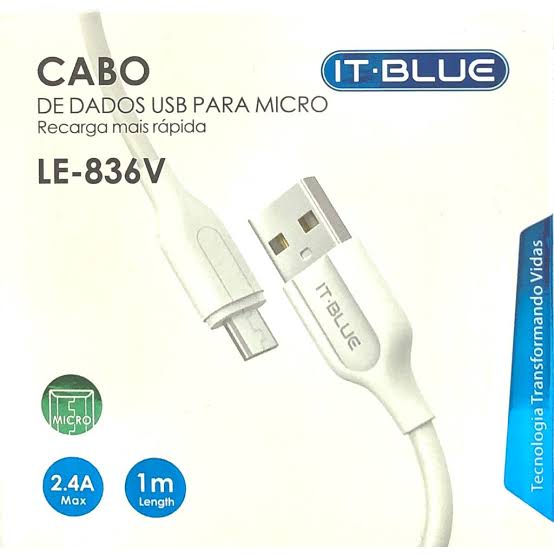 CABO
DE DADOS USB PARA MICRO
Recarga mais rápida
LE-836V
IT·BLUE
IT·BLUE
Tecnologia Transformando Vidas
MICRO
2.4A
Max
1m
Length